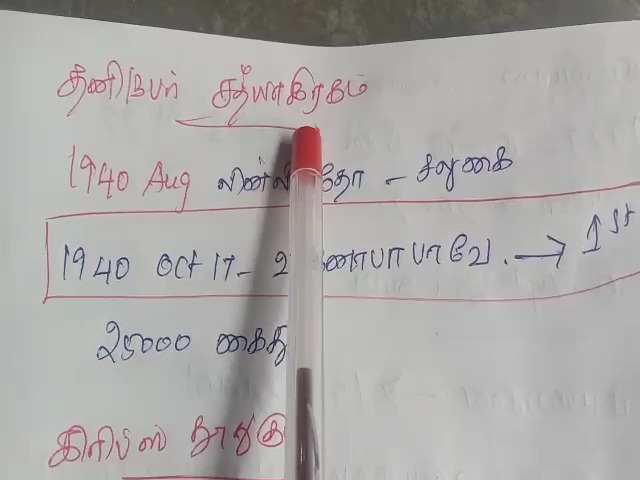 தனிநபர் சத்யாகிரகம்
1940 Aug லின்லிதோ - சலுகை
1940 Oct 17 - பாபாவே. → 1st
25000 கைது
கிரிப்ஸ் தூது